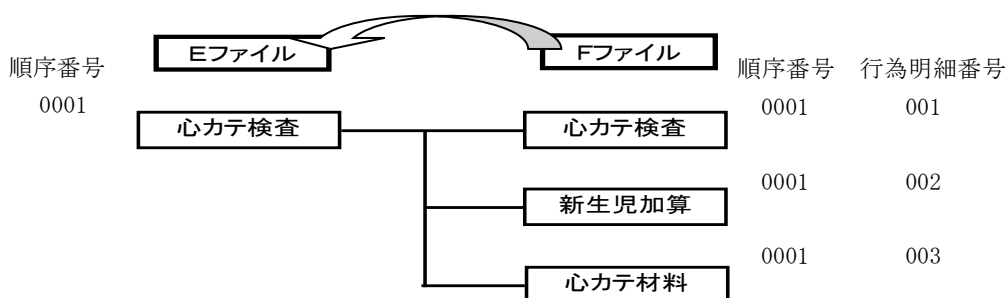 Eファイル Fファイル
順序番号 順序番号 行為明細番号
0001 0001 001
心カテ検査 心カテ検査
0001 002
新生児加算
0001 003
心カテ材料